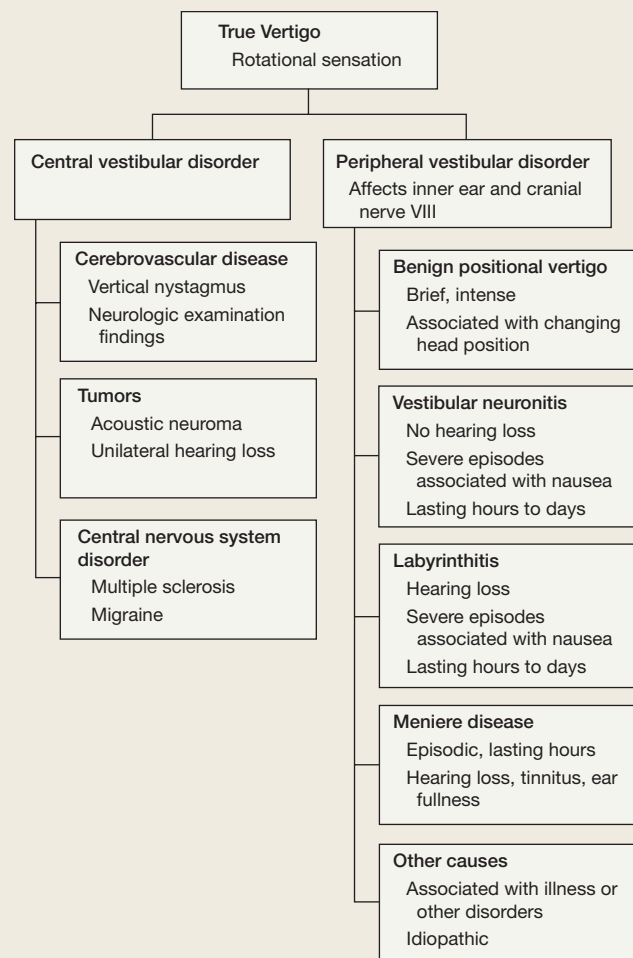 True Vertigo
Rotational sensation
Central vestibular disorder
Cerebrovascular disease
Vertical nystagmus
Neurologic examination
findings
Tumors
Acoustic neuroma
Unilateral hearing loss
Central nervous system
disorder
Multiple sclerosis
Migraine
Peripheral vestibular disorder
Affects inner ear and cranial
nerve VIII
Benign positional vertigo
Brief, intense
Associated with changing
head position
Vestibular neuronitis
No hearing loss
Severe episodes
associated with nausea
Lasting hours to days
Labyrinthitis
Hearing loss
Severe episodes
associated with nausea
Lasting hours to days
Meniere disease
Episodic, lasting hours
Hearing loss, tinnitus, ear
fullness
Other causes
Associated with illness or
other disorders
Idiopathic